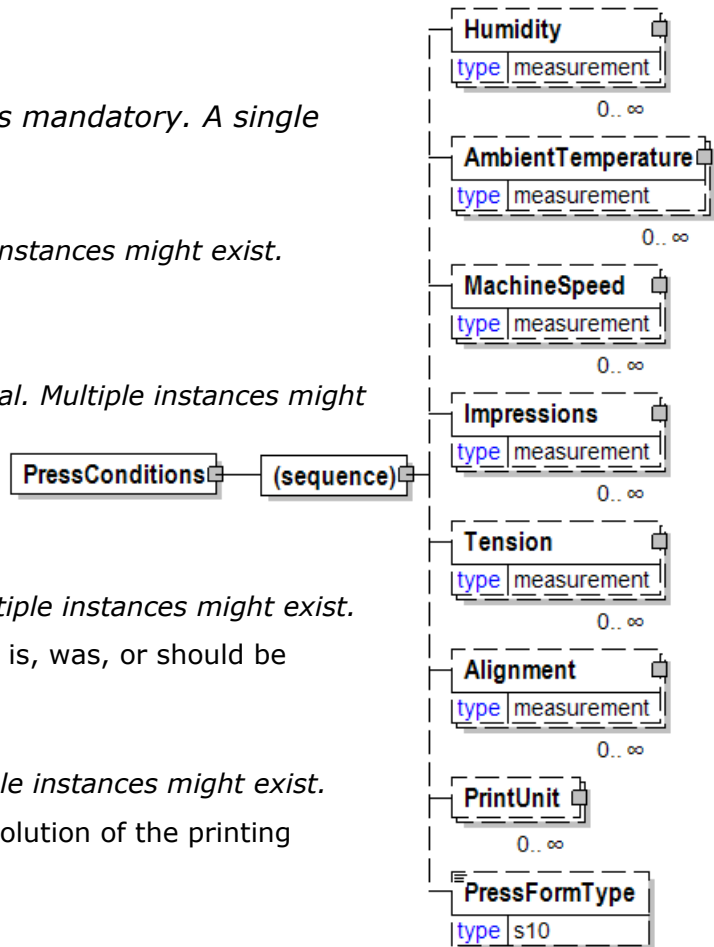 s mandatory. A single
nstances might exist.
al. Multiple instances might
tiple instances might exist.
is, was, or should be
le instances might exist.
olution of the printing
PressConditions
(sequence)
Humidity
type measurement
0.. ∞
AmbientTemperature
type measurement
0.. ∞
MachineSpeed
type measurement
0.. ∞
Impressions
type measurement
0.. ∞
Tension
type measurement
0.. ∞
Alignment
type measurement
0.. ∞
PrintUnit
0.. ∞
PressFormType
type s10